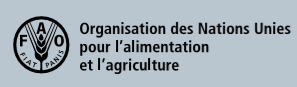 FAO
FIAT PANIS
Organisation des Nations Unies
pour l'alimentation
et l'agriculture